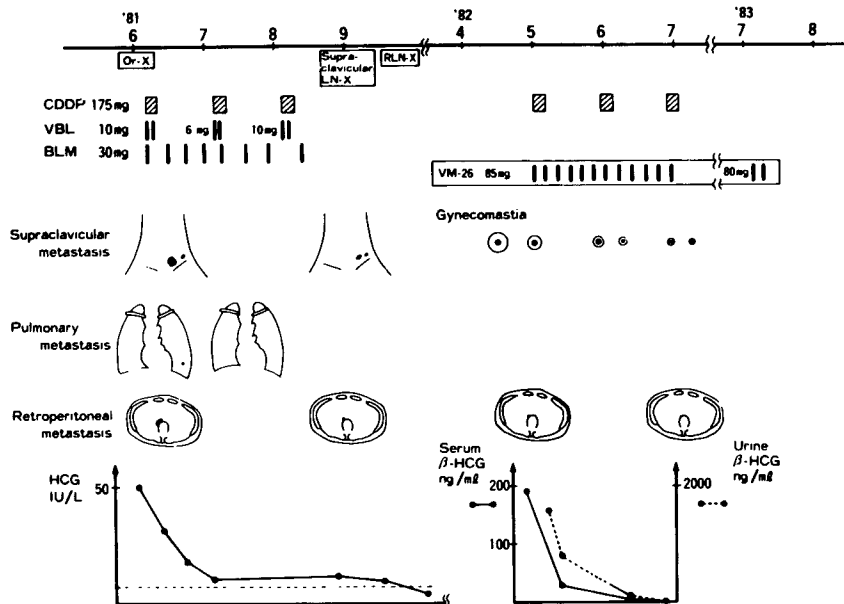 '81 '82 '83
6 7 8 9 4 5 6 7 7 8
Or-X
Supra-
clavicular
LN-X
RLN-X
CDDP 175mg
VBL 10mg 6mg 10mg
BLM 30mg
VM-26 85mg 80mg
Gynecomastia
Supraclavicular
metastasis
Pulmonary
metastasis
Retroperitoneal
metastasis
HCG
IU/L
50
Serum
β-HCG
ng/mℓ
200
100
Urine
β-HCG
ng/mℓ
2000